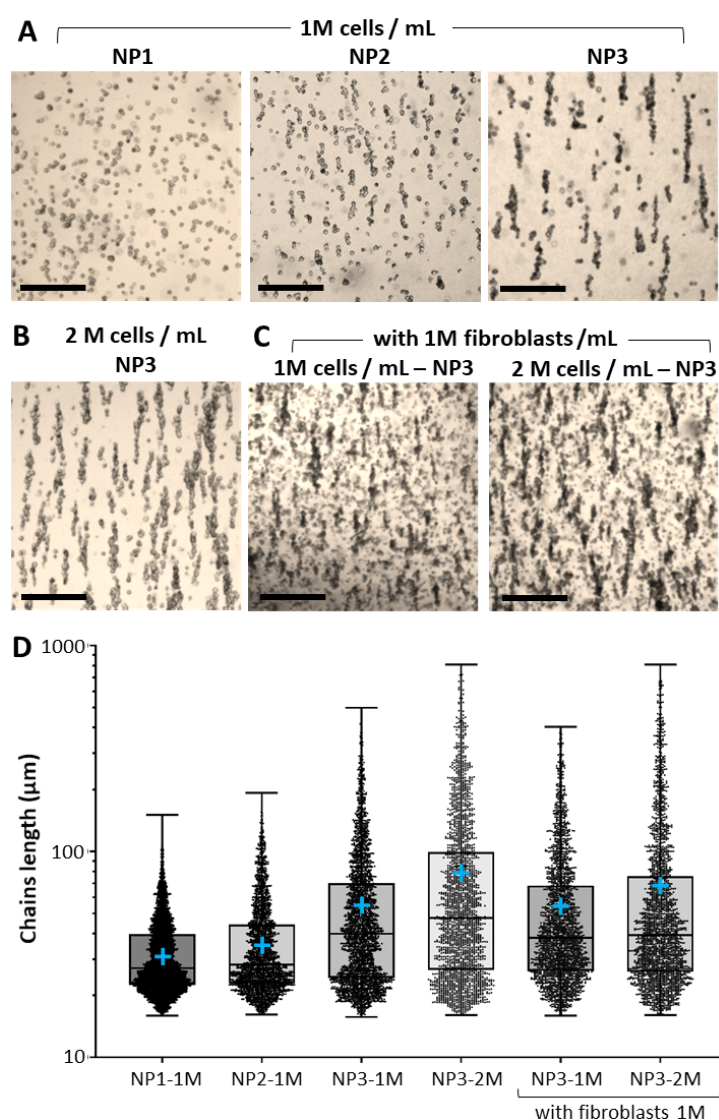 A
1M cells / mL
NP1 NP2 NP3
B 2 M cells / mL
NP3
C with 1M fibroblasts/mL
1M cells / mL – NP3 2 M cells / mL – NP3
D
Chains length (µm)
1000
100
10
NP1-1M NP2-1M NP3-1M NP3-2M NP3-1M NP3-2M
with fibroblasts 1M